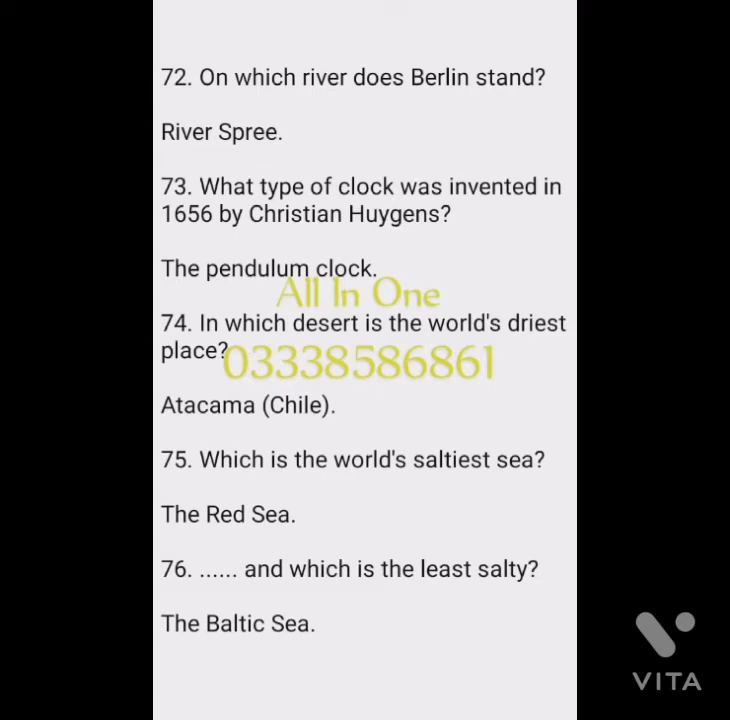 72. On which river does Berlin stand?
River Spree.
73. What type of clock was invented in
1656 by Christian Huygens?
The pendulum clock.
All In One
74. In which desert is the world's driest
place?
03338586861
Atacama (Chile).
75. Which is the world's saltiest sea?
The Red Sea.
76. ...... and which is the least salty?
The Baltic Sea.
VITA